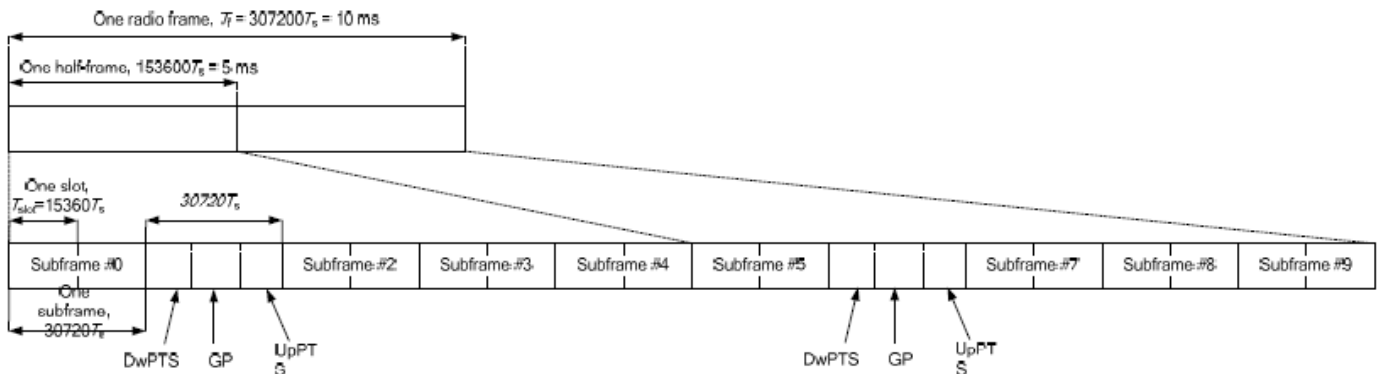 One radio frame, Tf = 307200Ts = 10 ms
One half-frame, 153600Ts = 5 ms
One slot,
Tslot=15360Ts
30720Ts
Subframe #0
Subframe #2
Subframe #3
Subframe #4
Subframe #5
Subframe #7
Subframe #8
Subframe #9
One
subframe,
30720Ts
DwPTS
GP
UpPT
S
DwPTS
GP
UpPT
S